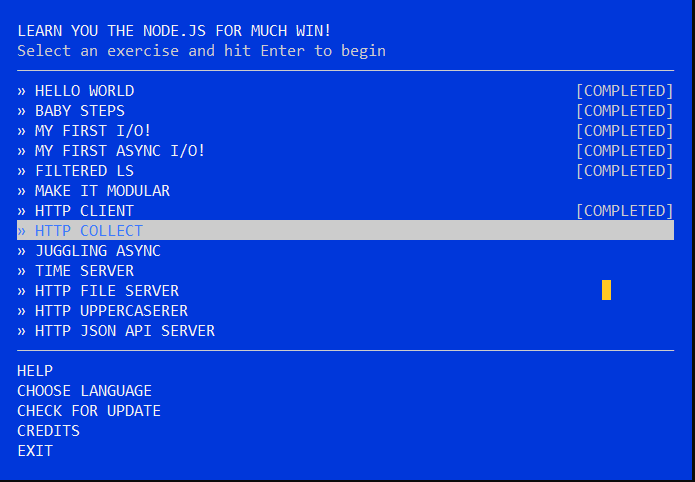 LEARN YOU THE NODE.JS FOR MUCH WIN!
Select an exercise and hit Enter to begin
» HELLO WORLD [COMPLETED]
» BABY STEPS [COMPLETED]
» MY FIRST I/O! [COMPLETED]
» MY FIRST ASYNC I/O! [COMPLETED]
» FILTERED LS [COMPLETED]
» MAKE IT MODULAR
» HTTP CLIENT [COMPLETED]
» HTTP COLLECT
» JUGGLING ASYNC
» TIME SERVER
» HTTP FILE SERVER
» HTTP UPPERCASERER
» HTTP JSON API SERVER
HELP
CHOOSE LANGUAGE
CHECK FOR UPDATE
CREDITS
EXIT